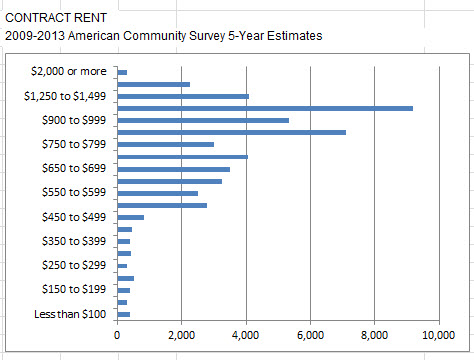 CONTRACT RENT
2009-2013 American Community Survey 5-Year Estimates
$2,000 or more
$1,250 to $1,499
$900 to $999
$750 to $799
$650 to $699
$550 to $599
$450 to $499
$350 to $399
$250 to $299
$150 to $199
Less than $100
0 2,000 4,000 6,000 8,000 10,000